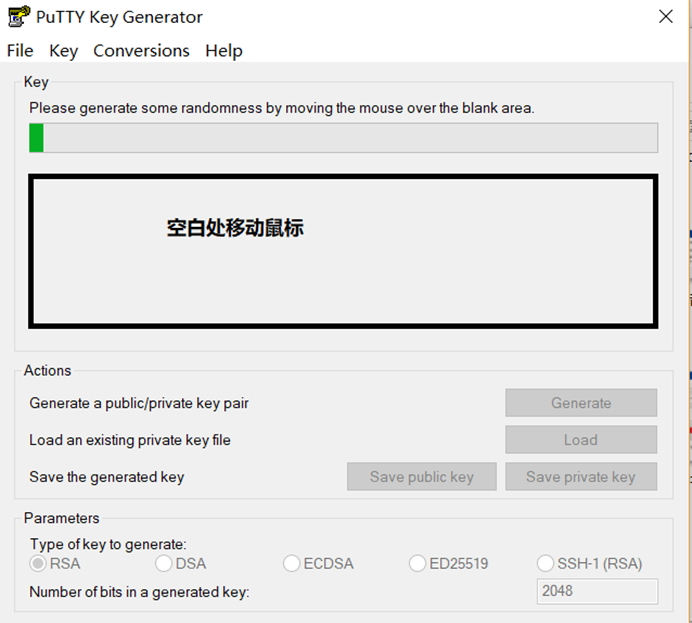 PuTTY Key Generator
File Key Conversions Help
Key
Please generate some randomness by moving the mouse over the blank area.
空白处移动鼠标
Actions
Generate a public/private key pair
Generate
Load an existing private key file
Load
Save the generated key
Save public key
Save private key
Parameters
Type of key to generate:
RSA DSA ECDSA ED25519 SSH-1 (RSA)
Number of bits in a generated key:
2048